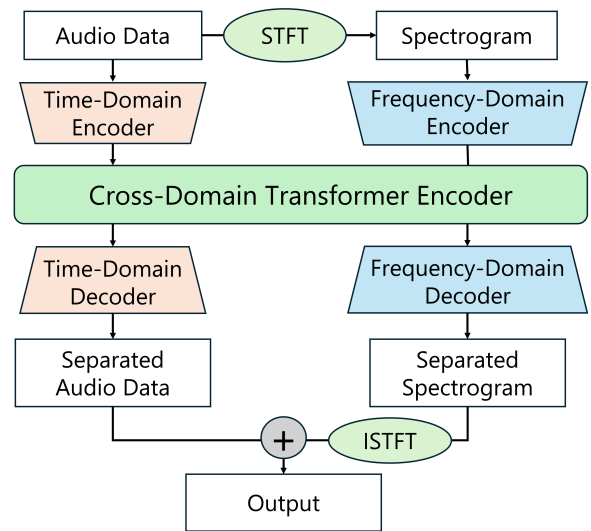 Audio Data
STFT
Spectrogram
Time-Domain
Encoder
Frequency-Domain
Encoder
Cross-Domain Transformer Encoder
Time-Domain
Decoder
Frequency-Domain
Decoder
Separated
Audio Data
Separated
Spectrogram
+
ISTFT
Output